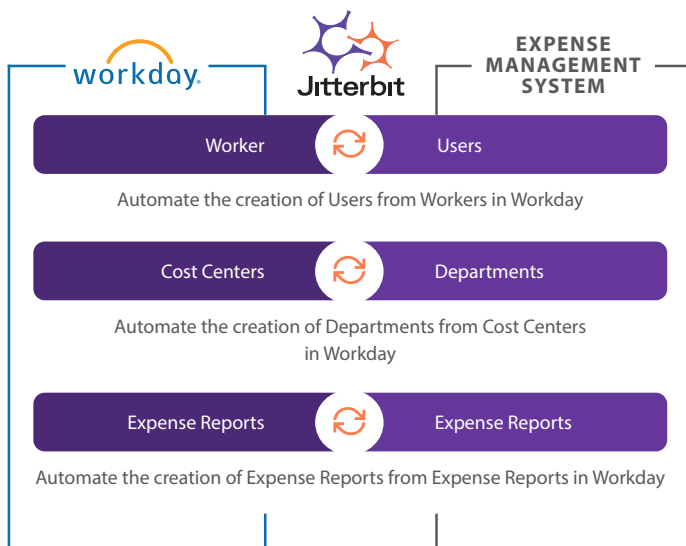 workday.
Jitterbit
EXPENSE
MANAGEMENT
SYSTEM
Worker
Users
Automate the creation of Users from Workers in Workday
Cost Centers
Departments
Automate the creation of Departments from Cost Centers
in Workday
Expense Reports
Expense Reports
Automate the creation of Expense Reports from Expense Reports in Workday